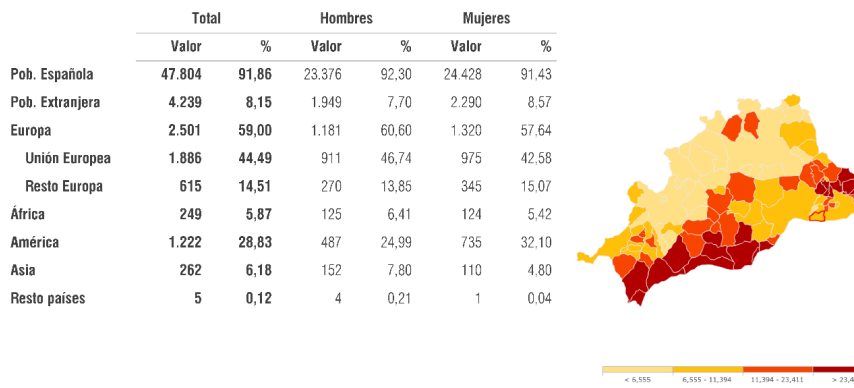 Total Hombres Mujeres
Valor % Valor % Valor %
Pob. Española 47.804 91,86 23.376 92,30 24.428 91,43
Pob. Extranjera 4.239 8,15 1.949 7,70 2.290 8,57
Europa 2.501 59,00 1.181 60,60 1.320 57,64
Unión Europea 1.886 44,49 911 46,74 975 42,58
Resto Europa 615 14,51 270 13,85 345 15,07
África 249 5,87 125 6,41 124 5,42
América 1.222 28,83 487 24,99 735 32,10
Asia 262 6,18 152 7,80 110 4,80
Resto países 5 0,12 4 0,21 1 0,04
< 6,555 6,555 - 11,394 11,394 - 23,411 > 23,4